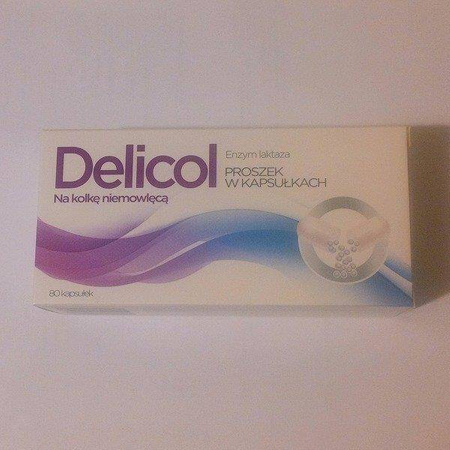 Delicol
Na kolkę niemowlęcą
Enzym laktaza
PROSZEK
W KAPSUŁKACH
80 kapsułek